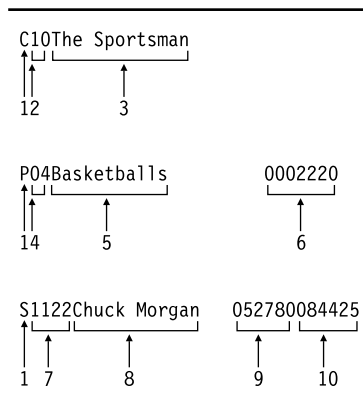 C10The Sportsman
12 3
P04Basketballs 0002220
14 5 6
S1122Chuck Morgan 052780084425
1 7 8 9 10